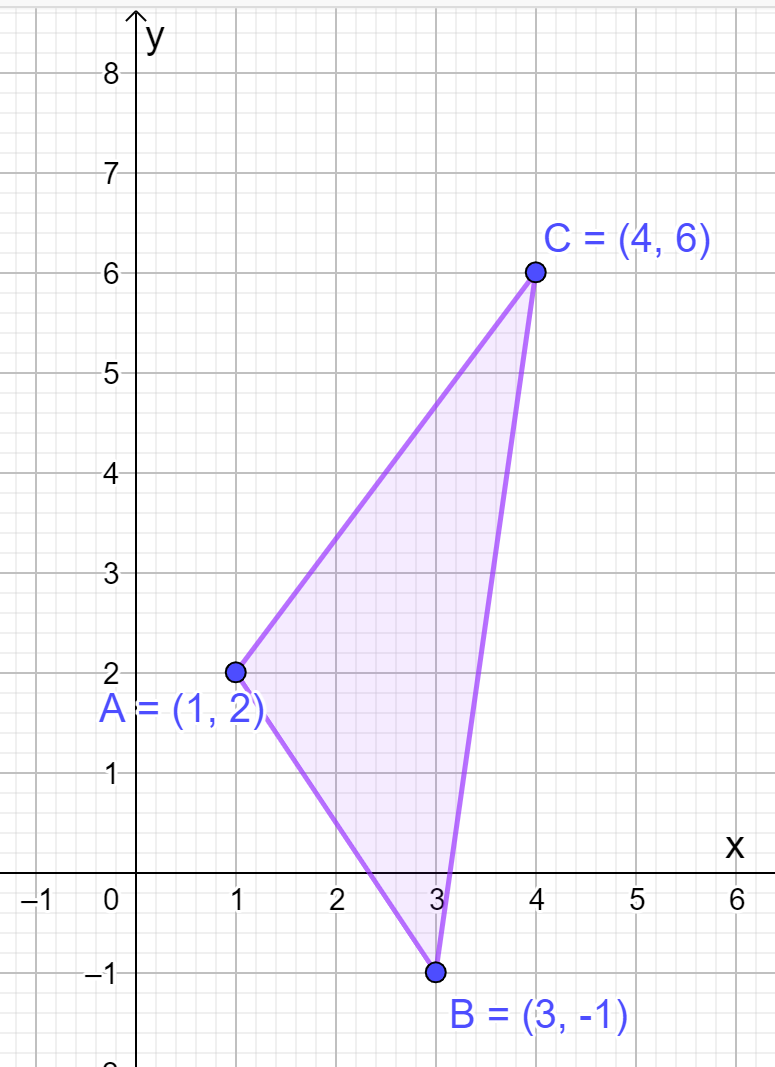 y
8
7
C = (4, 6)
6
5
4
3
2
A = (1, 2)
1
x
–1 0 1 2 3 4 5 6
–1
B = (3, -1)